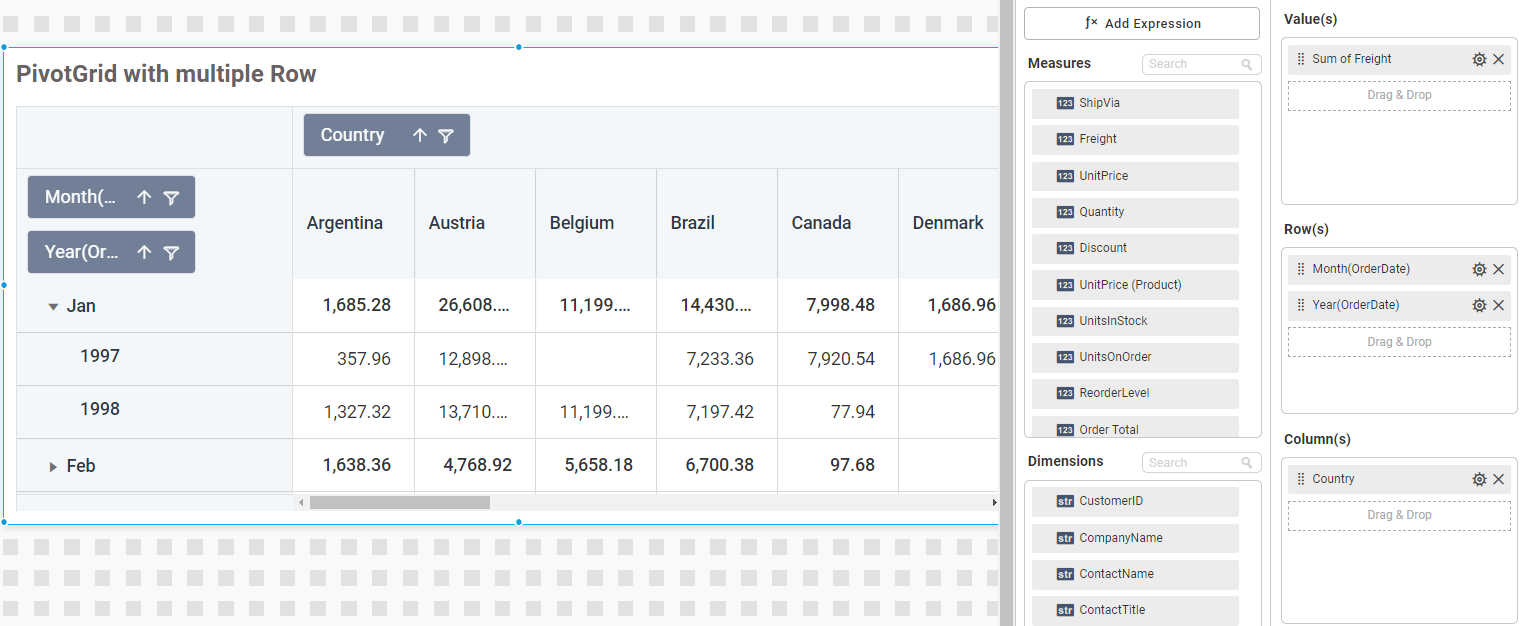 PivotGrid with multiple Row
Country
Month(...
Year(Or...
Argentina Austria Belgium Brazil Canada Denmark
Jan 1,685.28 26,608.... 11,199.... 14,430.... 7,998.48 1,686.96
1997 357.96 12,898.... 7,233.36 7,920.54 1,686.96
1998 1,327.32 13,710.... 11,199.... 7,197.42 77.94
Feb 1,638.36 4,768.92 5,658.18 6,700.38 97.68
ƒx Add Expression
Measures Search
123 ShipVia
123 Freight
123 UnitPrice
123 Quantity
123 Discount
123 UnitPrice (Product)
123 UnitsInStock
123 UnitsOnOrder
123 ReorderLevel
123 Order Total
Dimensions Search
str CustomerID
str CompanyName
str ContactName
str ContactTitle
Value(s)
Sum of Freight
Drag & Drop
Row(s)
Month(OrderDate)
Year(OrderDate)
Drag & Drop
Column(s)
Country
Drag & Drop